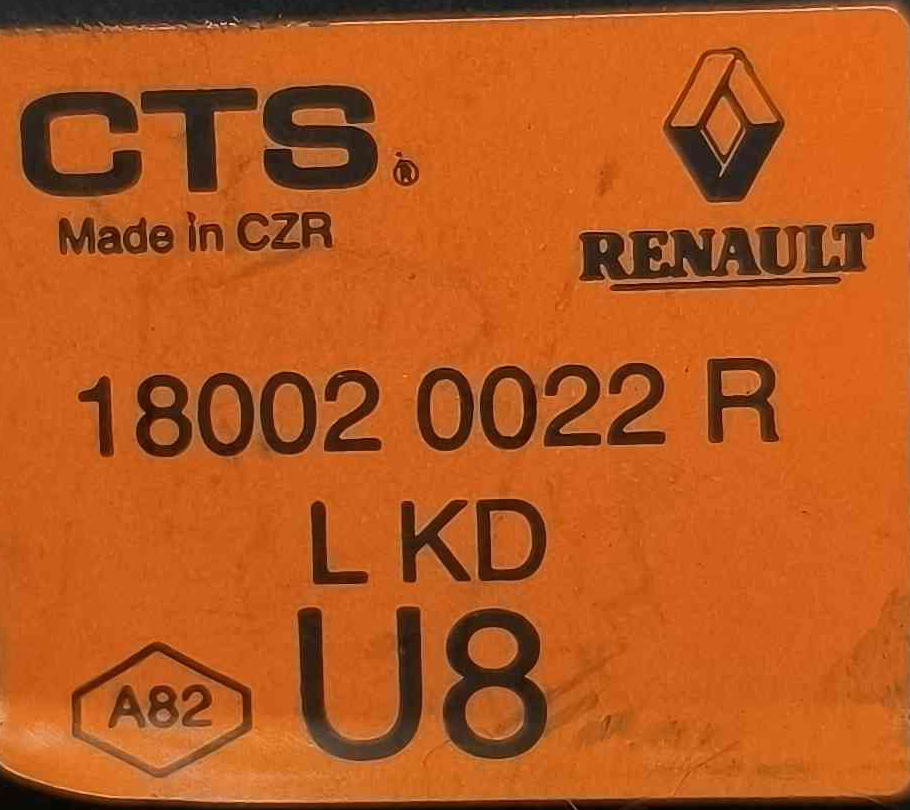 CTS®
Made in CZR
RENAULT
18002 0022 R
L KD
U8
A82